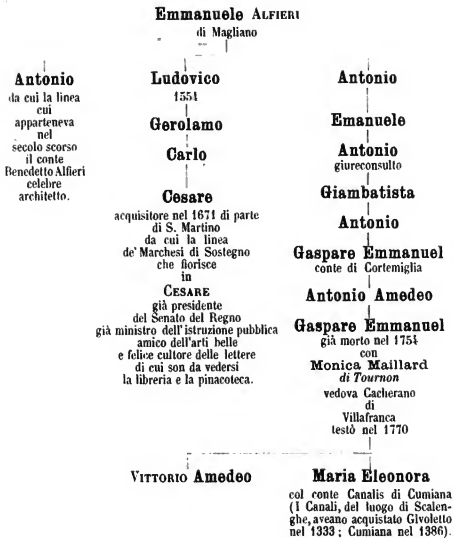 Emmanuele ALFIERI
di Magliano
Antonio
da cui la linea
cui
apparteneva
nel
secolo scorso
il conte
Benedetto Alfieri
celebre
architetto.
Ludovico
1554
Gerolamo
Carlo
Cesare
acquisitore nel 1671 di parte
di S. Martino
da cui la linea
de' Marchesi di Sostegno
che fiorisce
in
CESARE
già presidente
del Senato del Regno
già ministro dell'istruzione pubblica
amico dell'arti belle
e felice cultore delle lettere
di cui son da vedersi
la libreria e la pinacoteca.
Antonio
Emanuele
Antonio
giureconsulto
Giambatista
Antonio
Gaspare Emmanuel
conte di Cortemiglia
Antonio Amedeo
Gaspare Emmanuel
già morto nel 1754
con
Monica Maillard
di Tournon
vedova Cacherano
di
Villafranca
testò nel 1770
VITTORIO Amedeo
Maria Eleonora
col conte Canalis di Cumiana
(I Canali, del luogo di Scalen-
ghe, aveano acquistato Givoletto
nel 1333; Cumiana nel 1386).